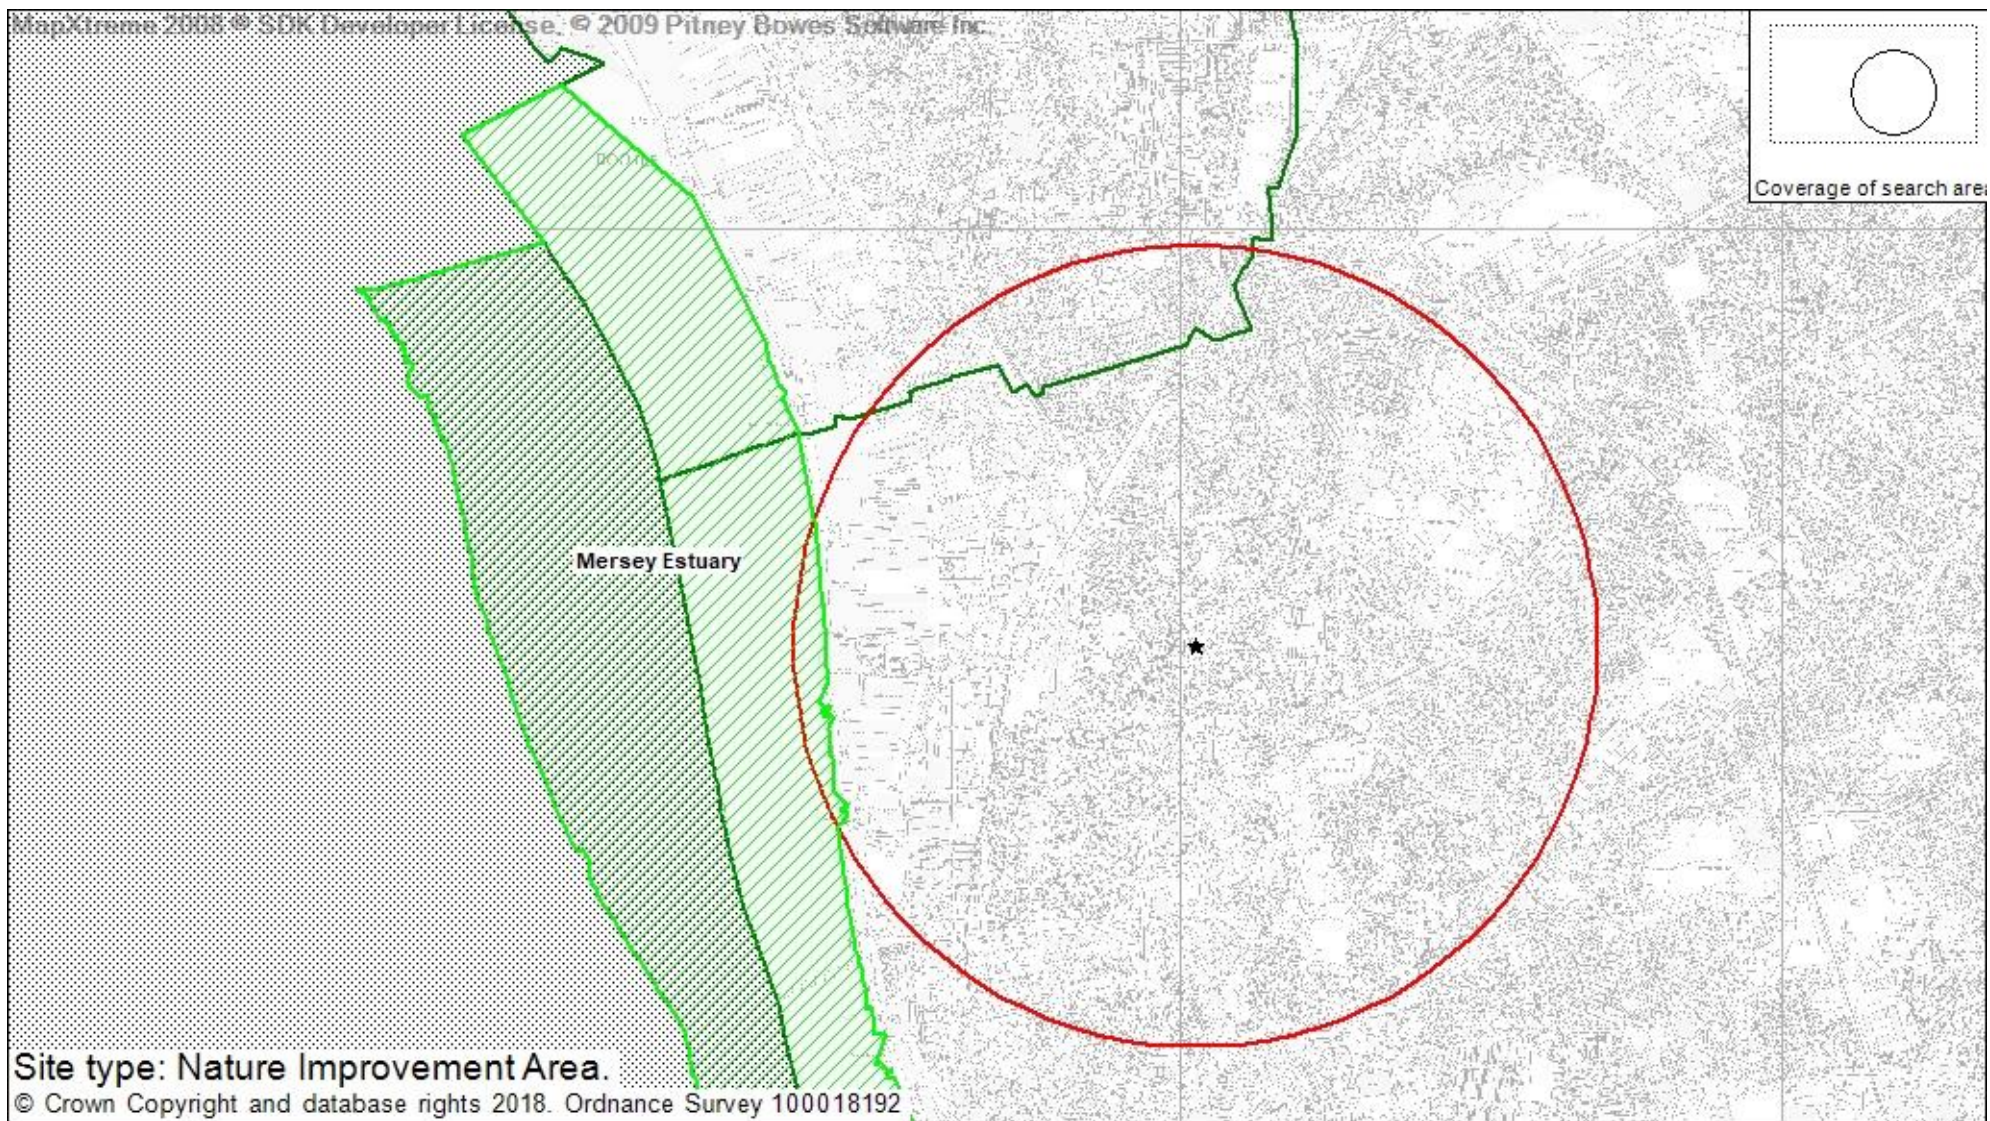 MapXtreme 2008 ® SDK Developer License. © 2009 Pitney Bowes Software Inc.
Coverage of search area
BOOTLE
Mersey Estuary
Site type: Nature Improvement Area.
© Crown Copyright and database rights 2018. Ordnance Survey 100018192